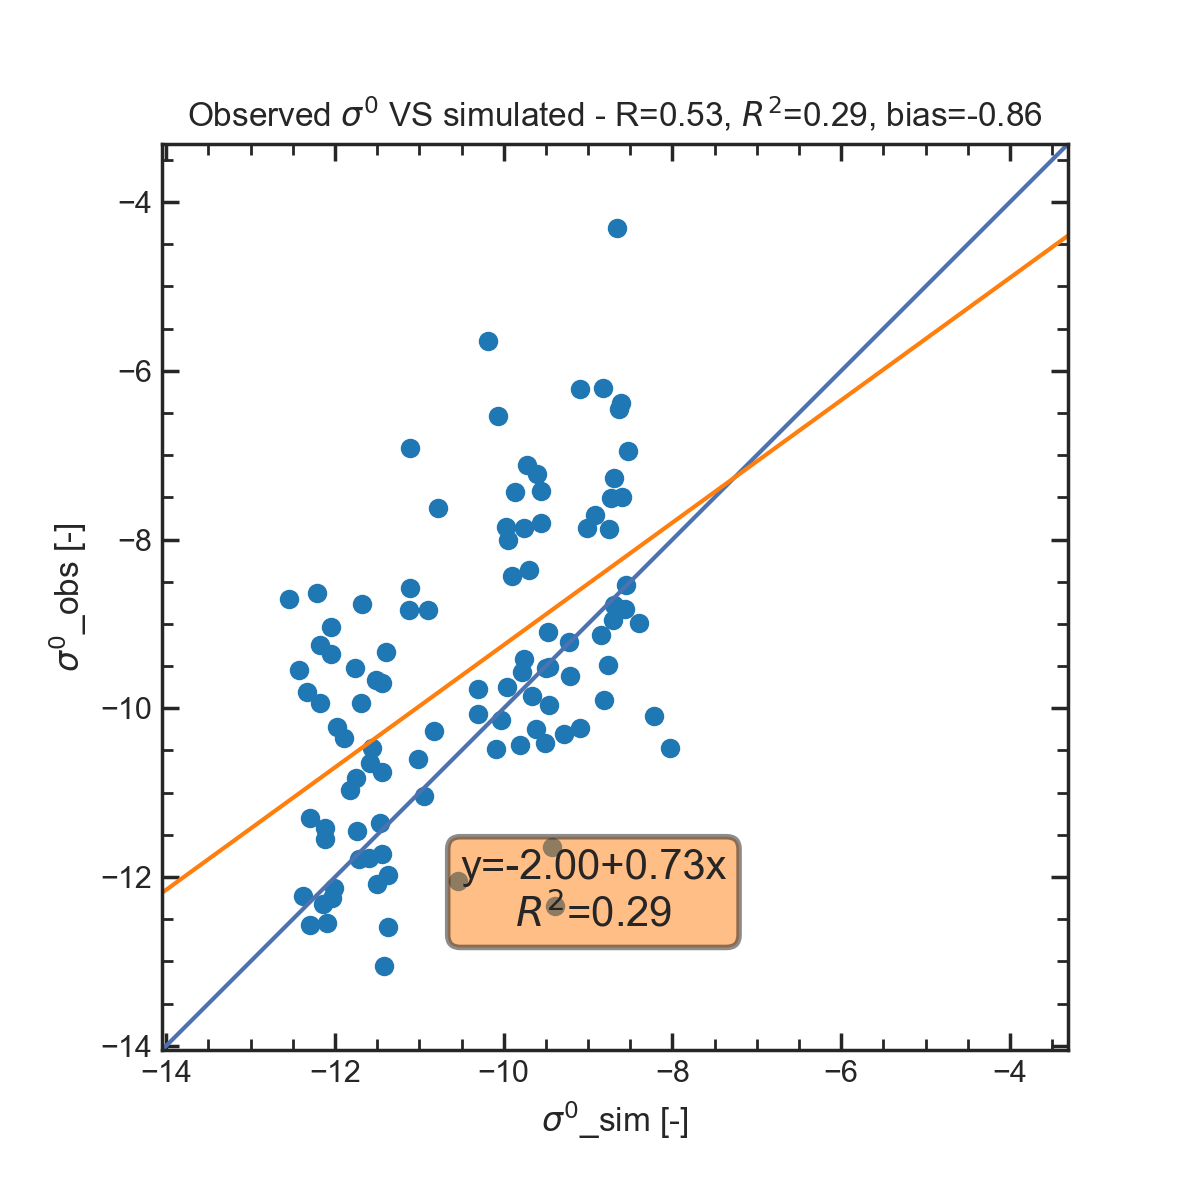 Observed σ⁰ VS simulated - R=0.53, R²=0.29, bias=-0.86
−4
−6
−8
−10
−12
−14
σ⁰_obs [-]
y=-2.00+0.73x
R²=0.29
−14 −12 −10 −8 −6 −4
σ⁰_sim [-]